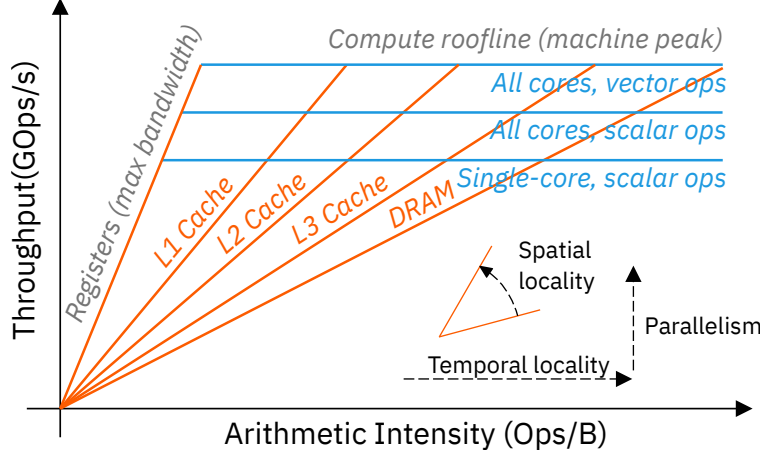 Throughput(GOps/s)
Registers (max bandwidth)
Compute roofline (machine peak)
All cores, vector ops
All cores, scalar ops
Single-core, scalar ops
L1 Cache
L2 Cache
L3 Cache
DRAM
Spatial
locality
Parallelism
Temporal locality
Arithmetic Intensity (Ops/B)